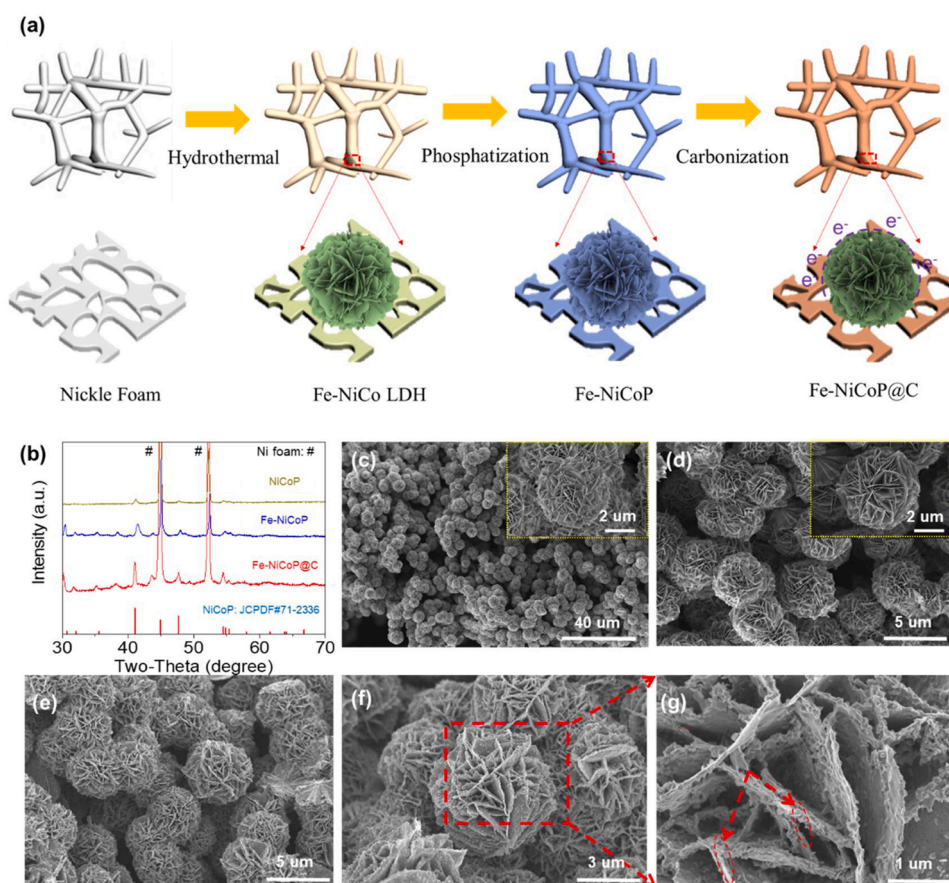 (a)
Hydrothermal
Phosphatization
Carbonization
e-
e-
e-
e-
e-
Nickle Foam
Fe-NiCo LDH
Fe-NiCoP
Fe-NiCoP@C
(b)
# # Ni foam: #
NiCoP
Fe-NiCoP
Fe-NiCoP@C
NiCoP: JCPDF#71-2336
Intensity (a.u.)
30 40 50 60 70
Two-Theta (degree)
(c)
2 um
40 um
(d)
2 um
5 um
(e)
5 um
(f)
3 um
(g)
1 um